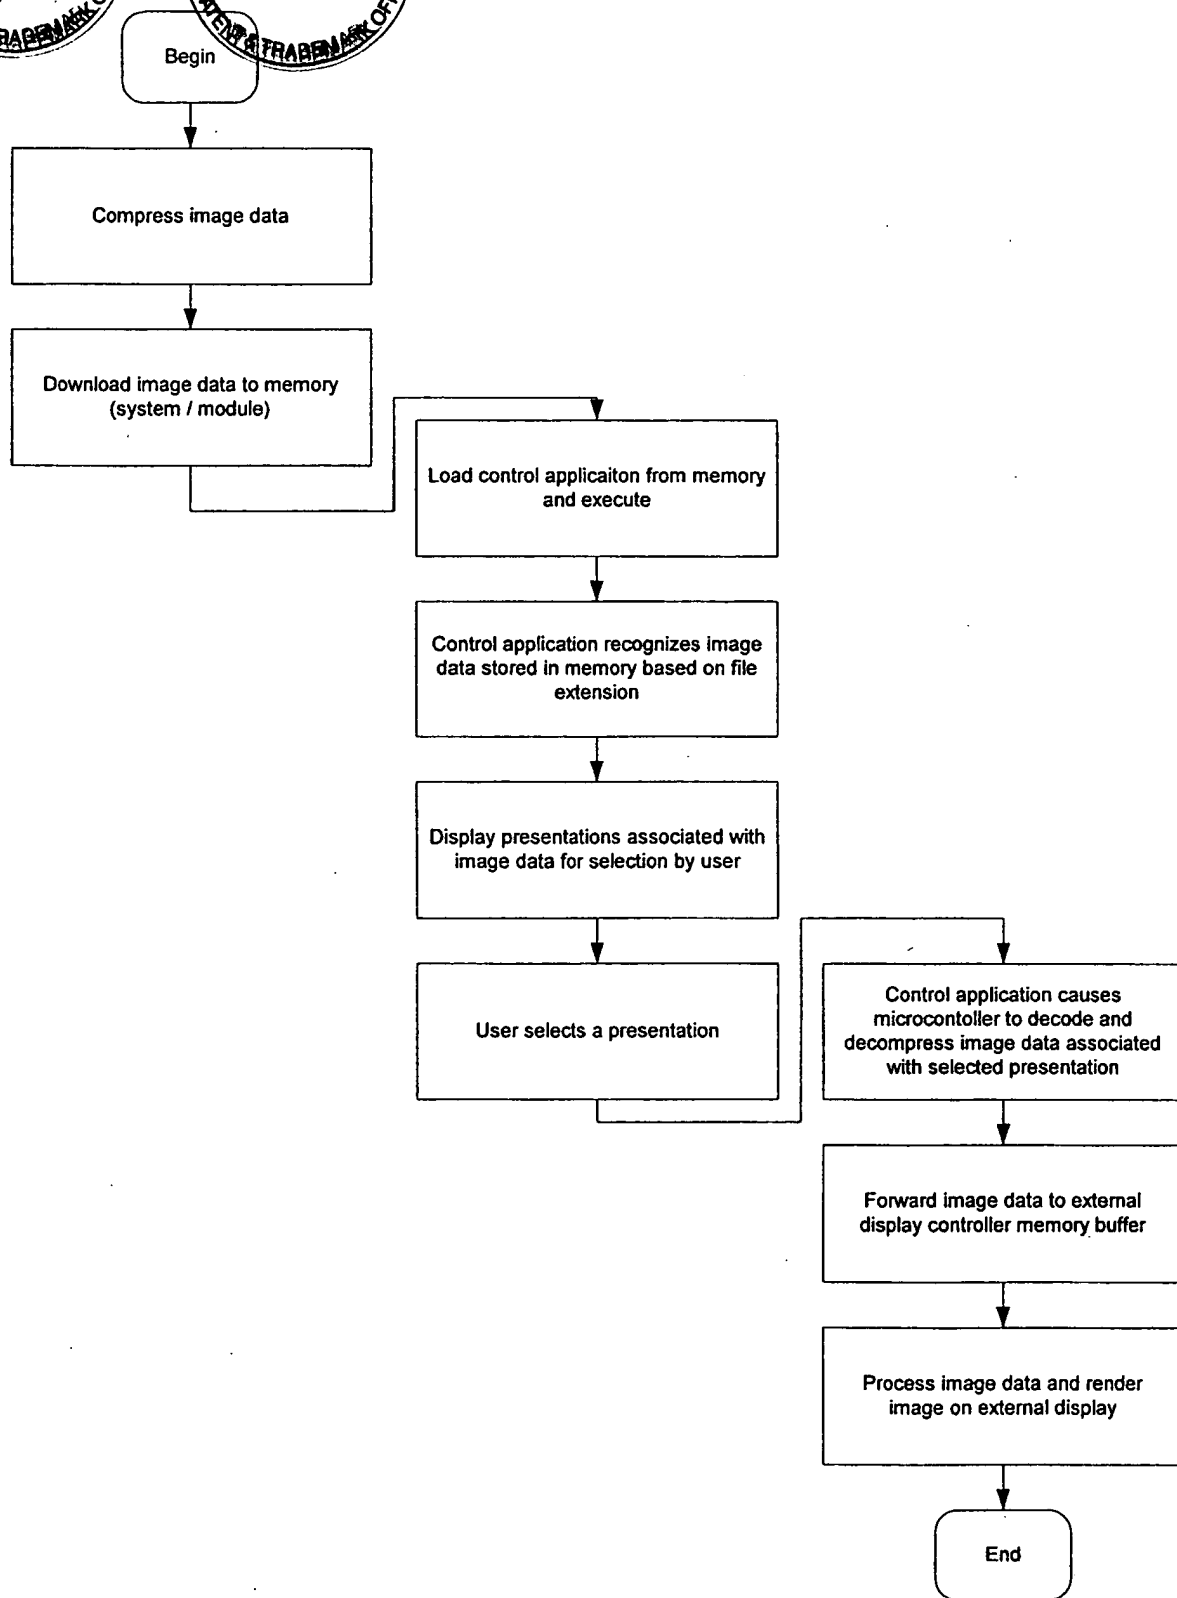 TRADEMARK
PATENT & TRADEMARK OFFI
Begin
Compress image data
Download image data to memory
(system / module)
Load control applicaiton from memory
and execute
Control application recognizes image
data stored in memory based on file
extension
Display presentations associated with
image data for selection by user
User selects a presentation
Control application causes
microcontoller to decode and
decompress image data associated
with selected presentation
Forward image data to external
display controller memory buffer
Process image data and render
image on external display
End